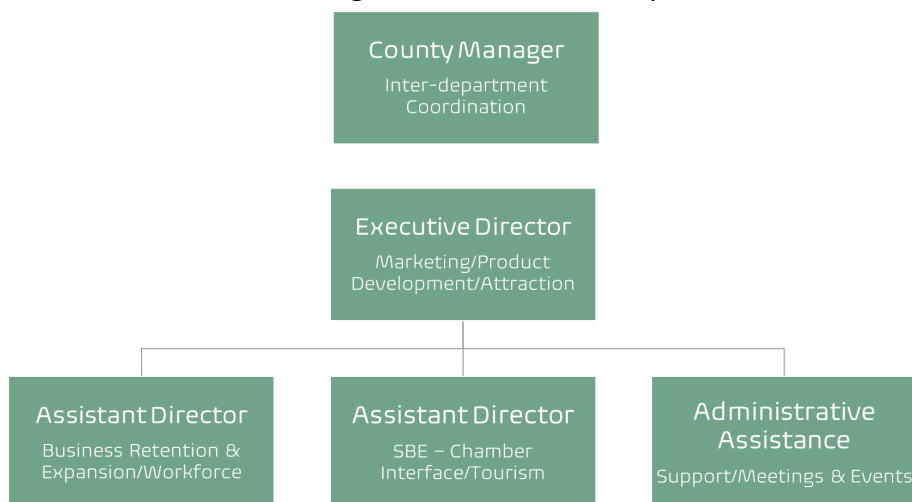 County Manager
Inter-department
Coordination
Executive Director
Marketing/Product
Development/Attraction
Assistant Director
Business Retention &
Expansion/Workforce
Assistant Director
SBE – Chamber
Interface/Tourism
Administrative
Assistance
Support/Meetings & Events